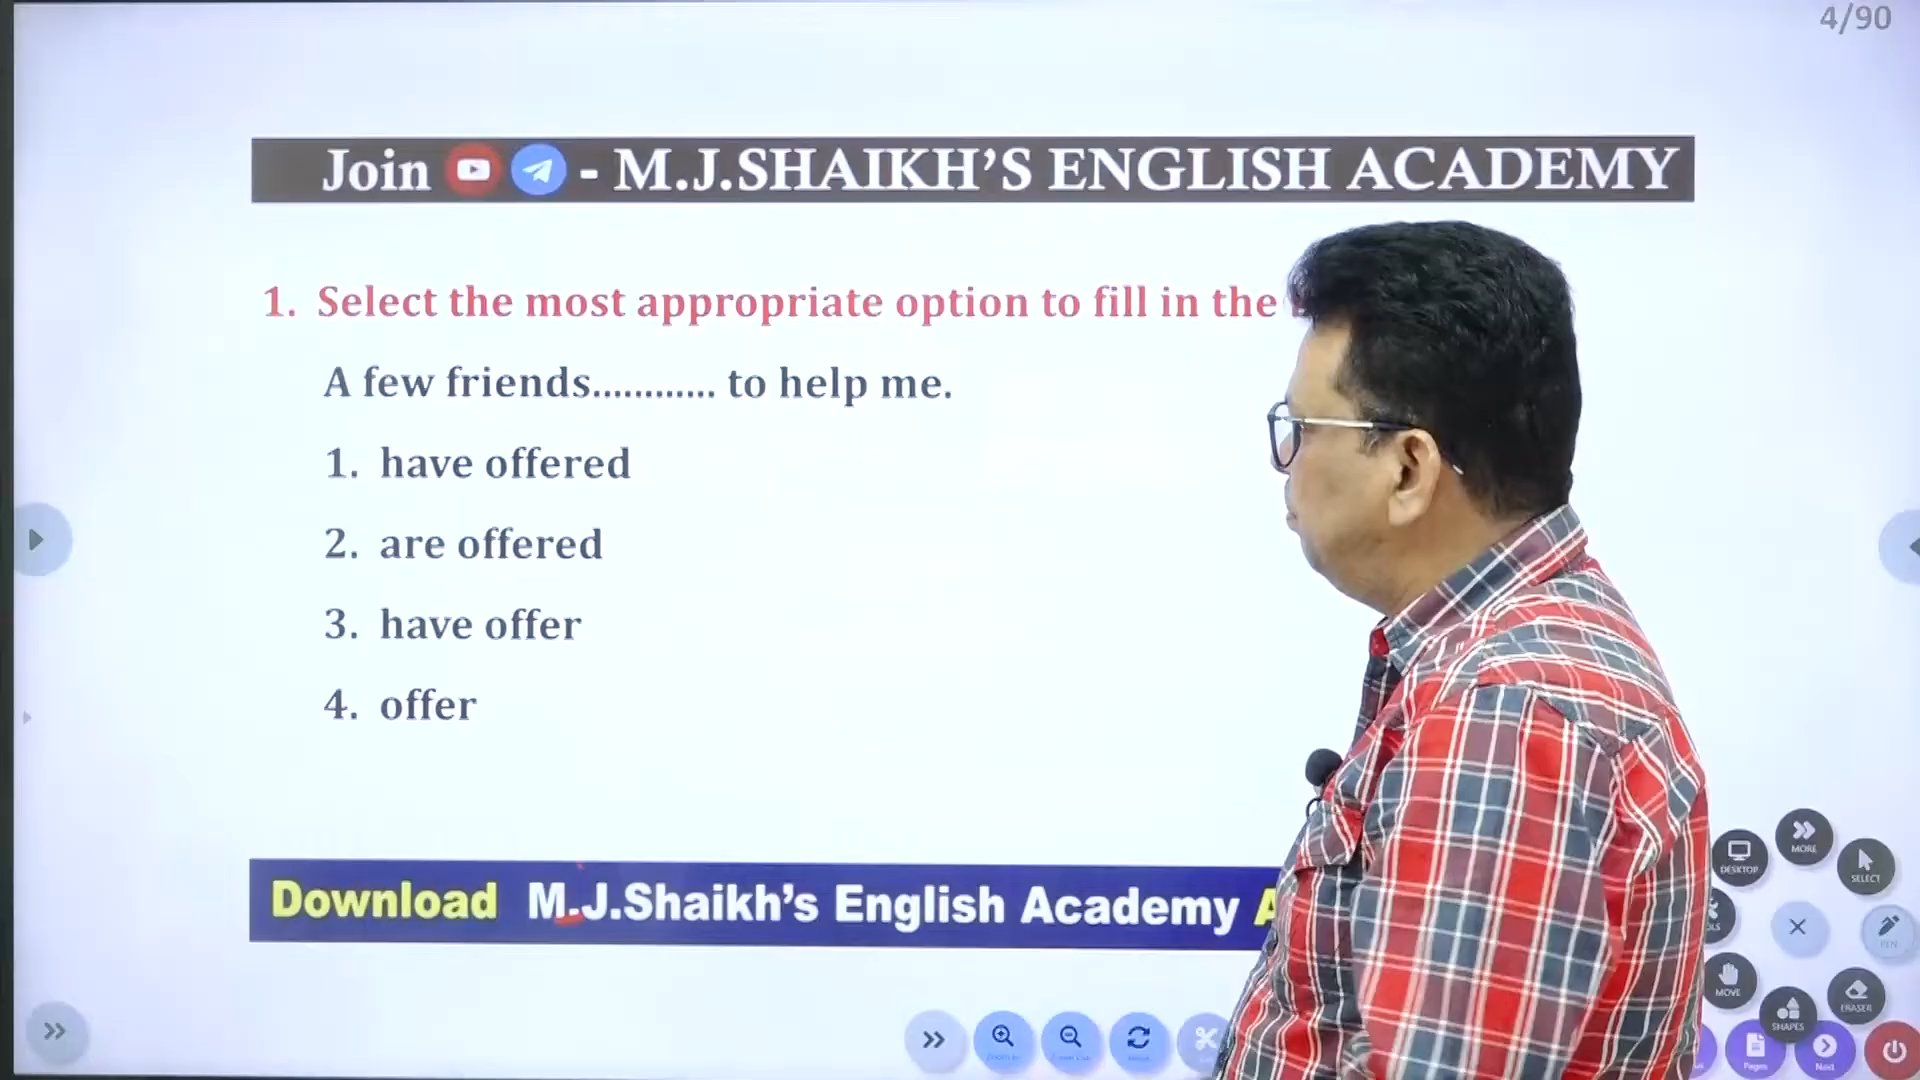 4/90
Join - M.J.SHAIKH’S ENGLISH ACADEMY
1. Select the most appropriate option to fill in the
A few friends............ to help me.
1. have offered
2. are offered
3. have offer
4. offer
Download M.J.Shaikh’s English Academy
MORE
DESKTOP
SELECT
PEN
MOVE
ERASER
SHAPES
Pages
Next